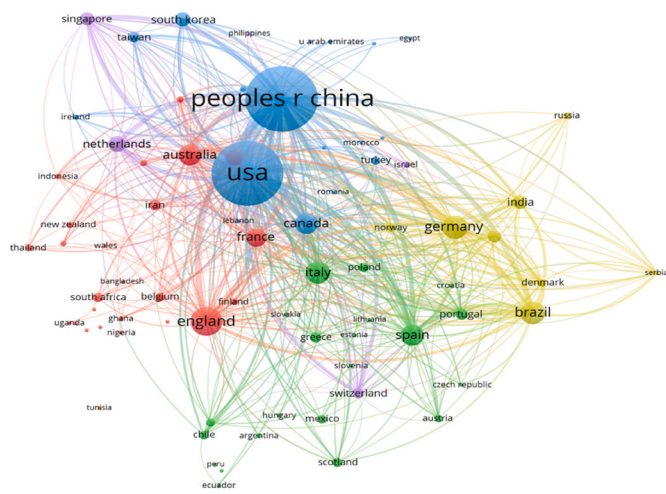 singapore
south korea
taiwan
philippines
u arab emirates
egypt
peoples r china
ireland
russia
netherlands
australia
morocco
turkey
israel
indonesia
usa
romania
iran
india
new zealand
lebanon
canada
norway
germany
thailand
wales
france
italy
poland
serbia
bangladesh
croatia
denmark
south africa
belgium
finland
uganda
ghana
nigeria
england
slovakia
lithuania
portugal
brazil
greece
estonia
spain
slovenia
switzerland
czech republic
tunisia
hungary
mexico
austria
chile
argentina
peru
scotland
ecuador